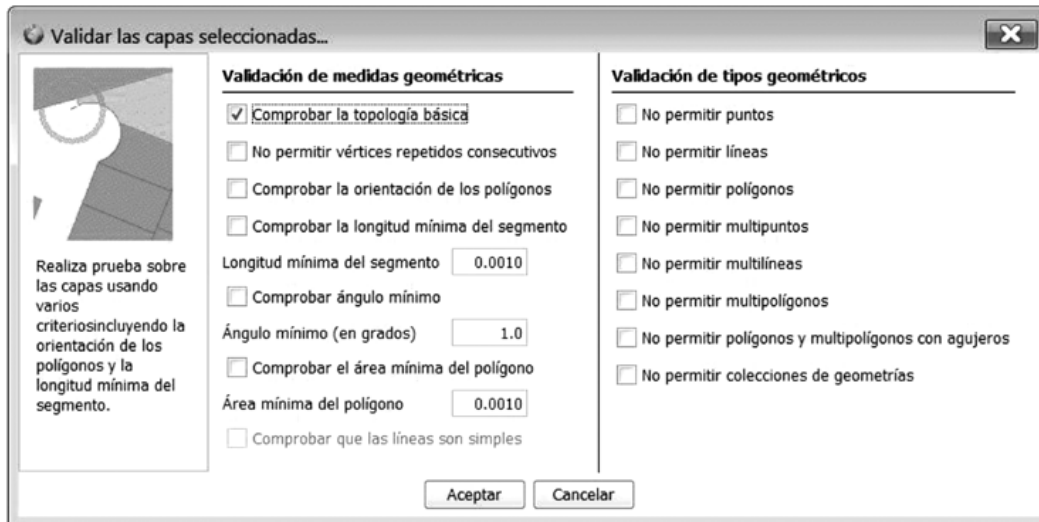 Validar las capas seleccionadas...
Realiza prueba sobre
las capas usando
varios
criteriosincluyendo la
orientación de los
polígonos y la
longitud mínima del
segmento.
Validación de medidas geométricas
Comprobar la topología básica
No permitir vértices repetidos consecutivos
Comprobar la orientación de los polígonos
Comprobar la longitud mínima del segmento
Longitud mínima del segmento 0.0010
Comprobar ángulo mínimo
Ángulo mínimo (en grados) 1.0
Comprobar el área mínima del polígono
Área mínima del polígono 0.0010
Comprobar que las líneas son simples
Validación de tipos geométricos
No permitir puntos
No permitir líneas
No permitir polígonos
No permitir multipuntos
No permitir multilíneas
No permitir multipolígonos
No permitir polígonos y multipolígonos con agujeros
No permitir colecciones de geometrías
Aceptar Cancelar